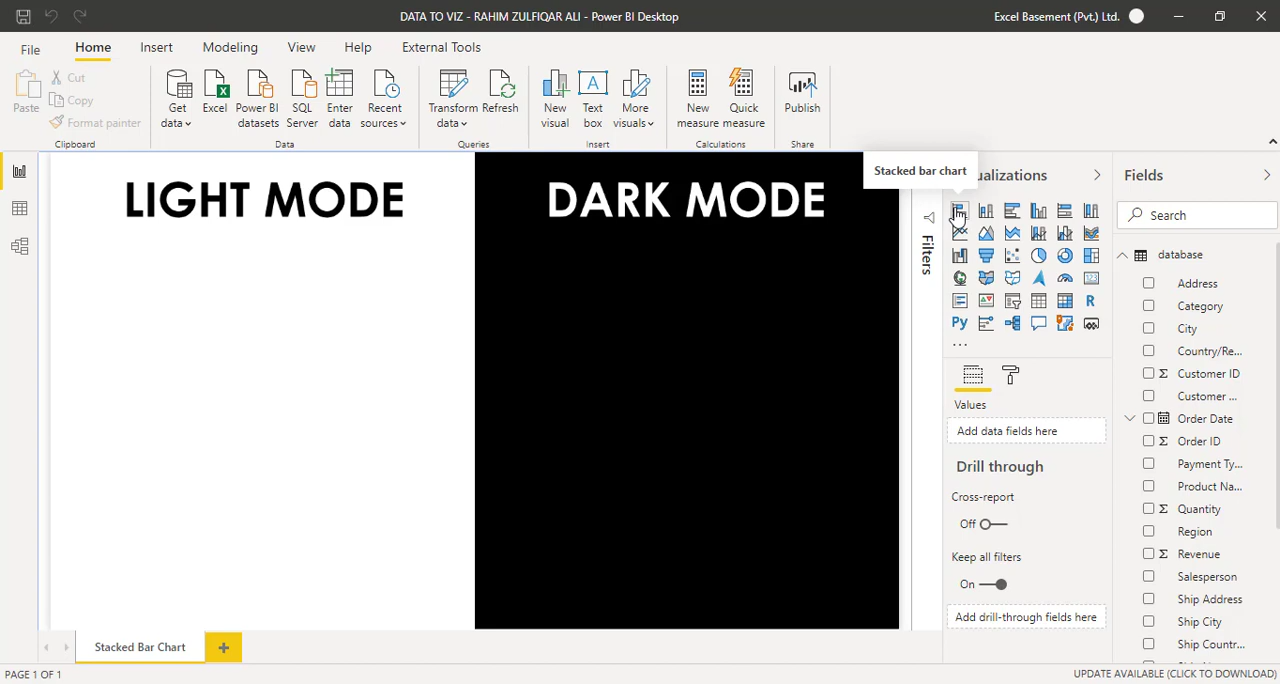 DATA TO VIZ - RAHIM ZULFIQAR ALI - Power BI Desktop
Excel Basement (Pvt.) Ltd.
File Home Insert Modeling View Help External Tools
Paste
Cut
Copy
Format painter
Clipboard
Get data
Excel
Power BI datasets
SQL Server
Enter data
Recent sources
Data
Transform data
Refresh
Queries
New visual
Text box
More visuals
Insert
New measure
Quick measure
Calculations
Publish
Share
LIGHT MODE
DARK MODE
Stacked bar chart
Filters
ualizations
R
Py
123
...
Values
Add data fields here
Drill through
Cross-report
Off
Keep all filters
On
Add drill-through fields here
Fields
Search
database
Address
Category
City
Country/Re...
Σ Customer ID
Customer ...
Order Date
Σ Order ID
Payment Ty...
Product Na...
Σ Quantity
Region
Σ Revenue
Salesperson
Ship Address
Ship City
Ship Countr...
Stacked Bar Chart
+
PAGE 1 OF 1
UPDATE AVAILABLE (CLICK TO DOWNLOAD)